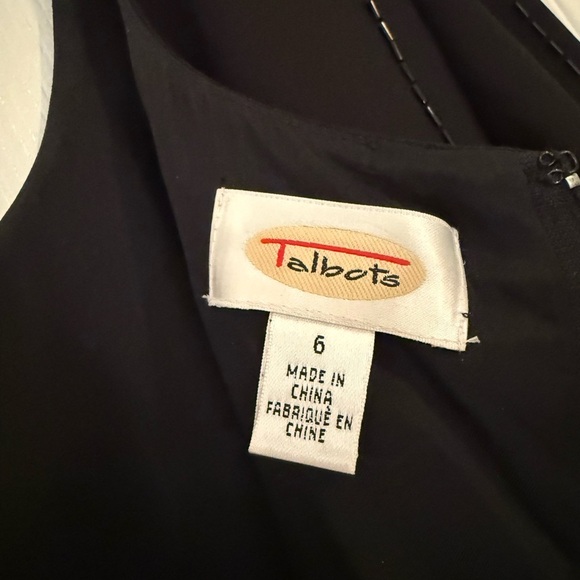 Talbots
6
MADE IN
CHINA
FABRIQUÉ EN
CHINE